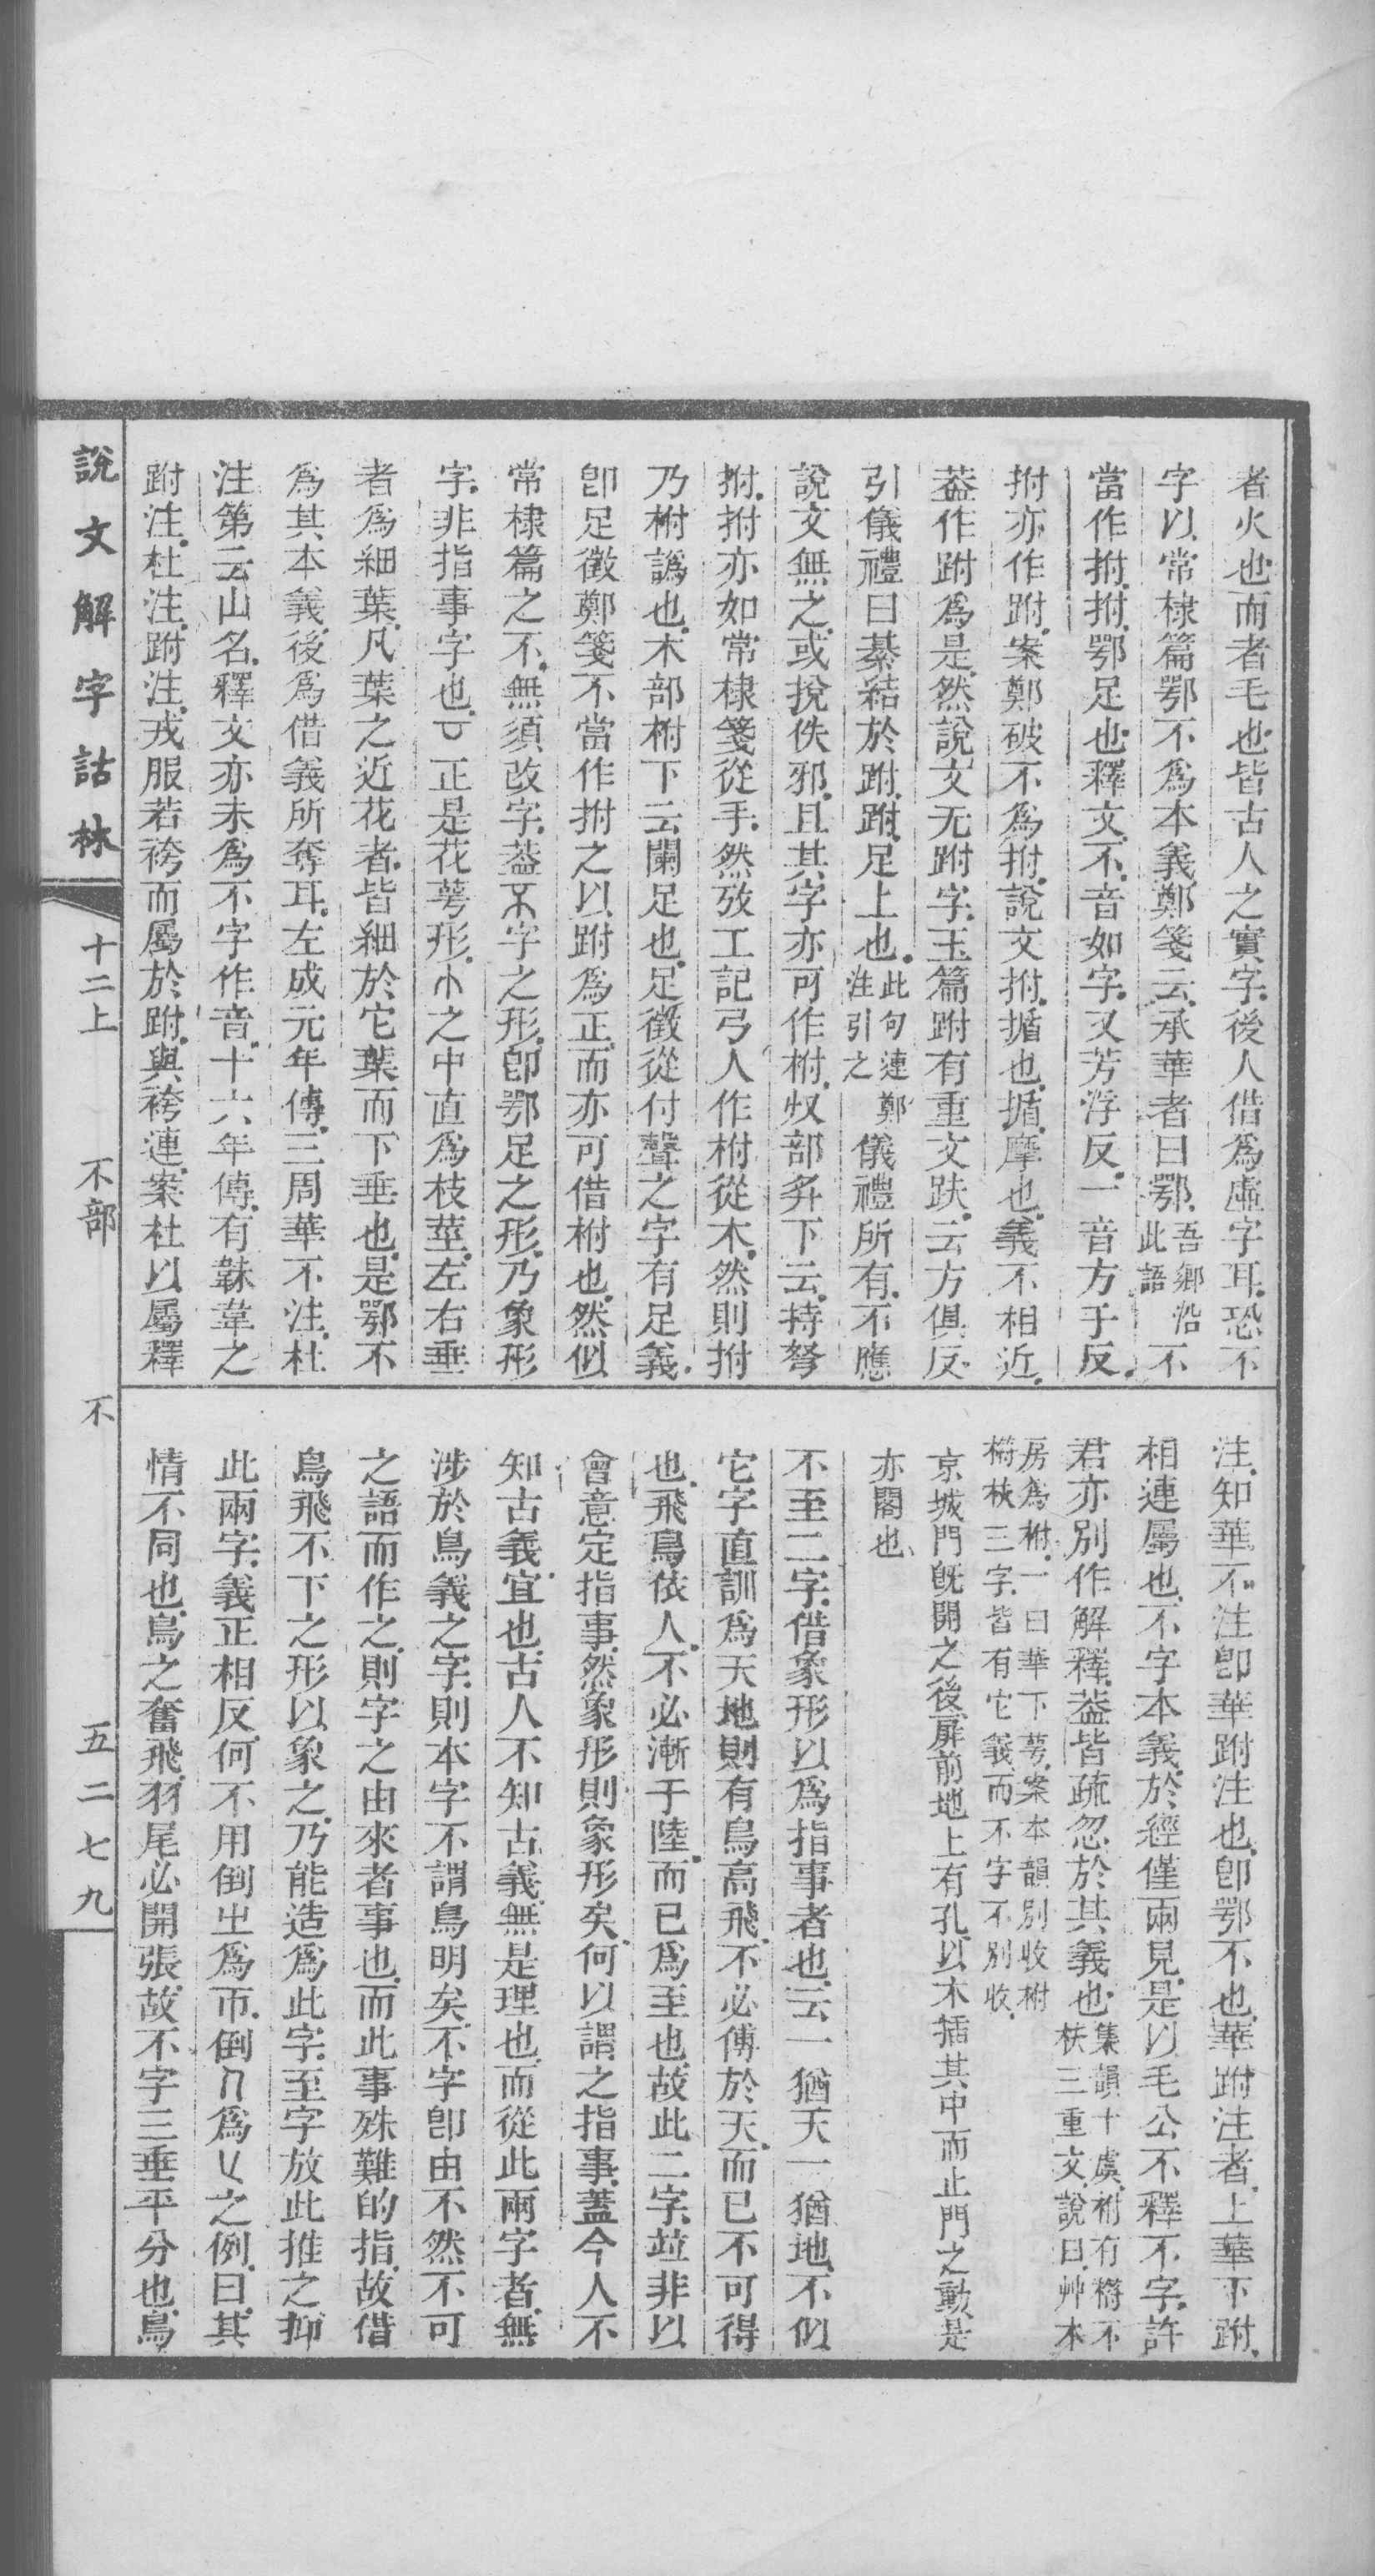 者火也而者毛也皆古人之實字後人借爲虛字耳恐不
字以常棣篇鄂不爲本義鄭箋云承華者曰鄂吾鄉沿此語不
當作拊拊鄂足也釋文不音如字又芳浮反一音方于反
拊亦作跗案鄭破不爲拊說文拊揗也揗摩也義不相近
葢作跗爲是然說文无跗字玉篇跗有重文趺云方俱反
引儀禮曰綦結於跗跗足上也此句連鄭注引之儀禮所有不應
說文無之或挩佚邪且其字亦可作柎収部弅下云持弩
拊拊亦如常棣箋從手然攷工記弓人作柎從木然則拊
乃柎譌也木部柎下云闌足也足徵從付聲之字有足義
卽足徵鄭箋不當作拊之以跗爲正而亦可借柎也然似
常棣篇之不無須改字葢不字之形卽鄂足之形乃象形
字非指事字也正是花萼形之中直爲枝莖左右垂
者爲細葉凡葉之近花者皆細於它葉而下垂也是鄂不
爲其本義後爲借義所奪耳左成元年傳三周華不注杜
注第云山名釋文亦未爲不字作音十六年傳有韎韋之
跗注杜注跗注戎服若袴而屬於跗與袴連案杜以屬釋
注知華不注卽華跗注也卽鄂不也華跗注者上華下跗
相連屬也不字本義於經僅兩見是以毛公不釋不字許
君亦別作解釋葢皆疏忽於其義也集韻十虞柎有櫅不枎三重文說曰艸木
房爲柎一曰華下萼案本韻別收柎枎三字皆有它義而不字不別收
京城門旣開之後扉前地上有孔以木插其中而止門之動是
亦閣也
不至二字借象形以爲指事者也云一猶天一猶地不似
它字直訓爲天地則有鳥高飛不必傅於天而已不可得
也飛鳥依人不必漸于陸而已爲至也故此二字竝非以
會意定指事然象形則象形矣何以謂之指事蓋今人不
知古義宜也古人不知古義無是理也而從此兩字者無
涉於鳥義之字則本字不謂鳥明矣不字卽由不然不可
之語而作之則字之由來者事也而此事殊難的指故借
鳥飛不下之形以象之乃能造爲此字至字放此推之抑
此兩字義正相反何不用倒㞢爲帀倒爲之例曰其
情不同也鳥之奮飛羽尾必開張故不字三垂平分也鳥
說文解字詁林 十二上 不部 不 五二七九